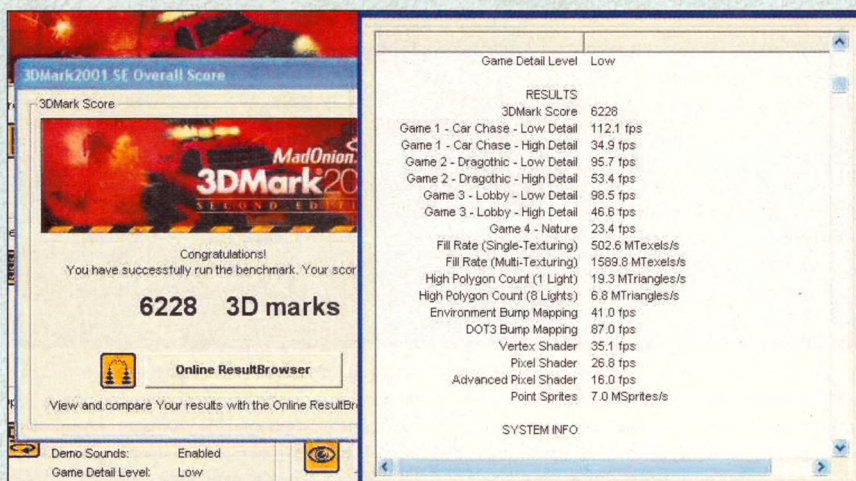 3DMark2001 SE Overall Score
3DMark Score
MadOnion.
3DMark20
SECOND EDITI
Congratulations!
You have successfully run the benchmark. Your scor
6228 3D marks
Online ResultBrowser
View and compare Your results with the Online ResultBr
Demo Sounds: Enabled
Game Detail Level: Low
Game Detail Level Low
RESULTS
3DMark Score 6228
Game 1 - Car Chase - Low Detail 112.1 fps
Game 1 - Car Chase - High Detail 34.9 fps
Game 2 - Dragothic - Low Detail 95.7 fps
Game 2 - Dragothic - High Detail 53.4 fps
Game 3 - Lobby - Low Detail 98.5 fps
Game 3 - Lobby - High Detail 46.6 fps
Game 4 - Nature 23.4 fps
Fill Rate (Single-Texturing) 502.6 MTexels/s
Fill Rate (Multi-Texturing) 1589.8 MTexels/s
High Polygon Count (1 Light) 19.3 MTriangles/s
High Polygon Count (8 Lights) 6.8 MTriangles/s
Environment Bump Mapping 41.0 fps
DOT3 Bump Mapping 87.0 fps
Vertex Shader 35.1 fps
Pixel Shader 26.8 fps
Advanced Pixel Shader 16.0 fps
Point Sprites 7.0 MSprites/s
SYSTEM INFO